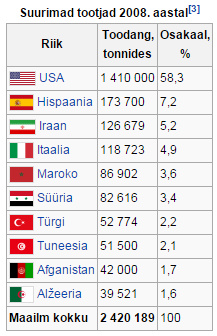 Suurimad tootjad 2008. aastal[3]
Riik Toodang, tonnides Osakaal, %
USA 1 410 000 58,3
Hispaania 173 700 7,2
Iraan 126 679 5,2
Itaalia 118 723 4,9
Maroko 86 902 3,6
Süüria 82 616 3,4
Türgi 52 774 2,2
Tuneesia 51 500 2,1
Afganistan 42 000 1,7
Alžeeria 39 521 1,6
Maailm kokku 2 420 189 100